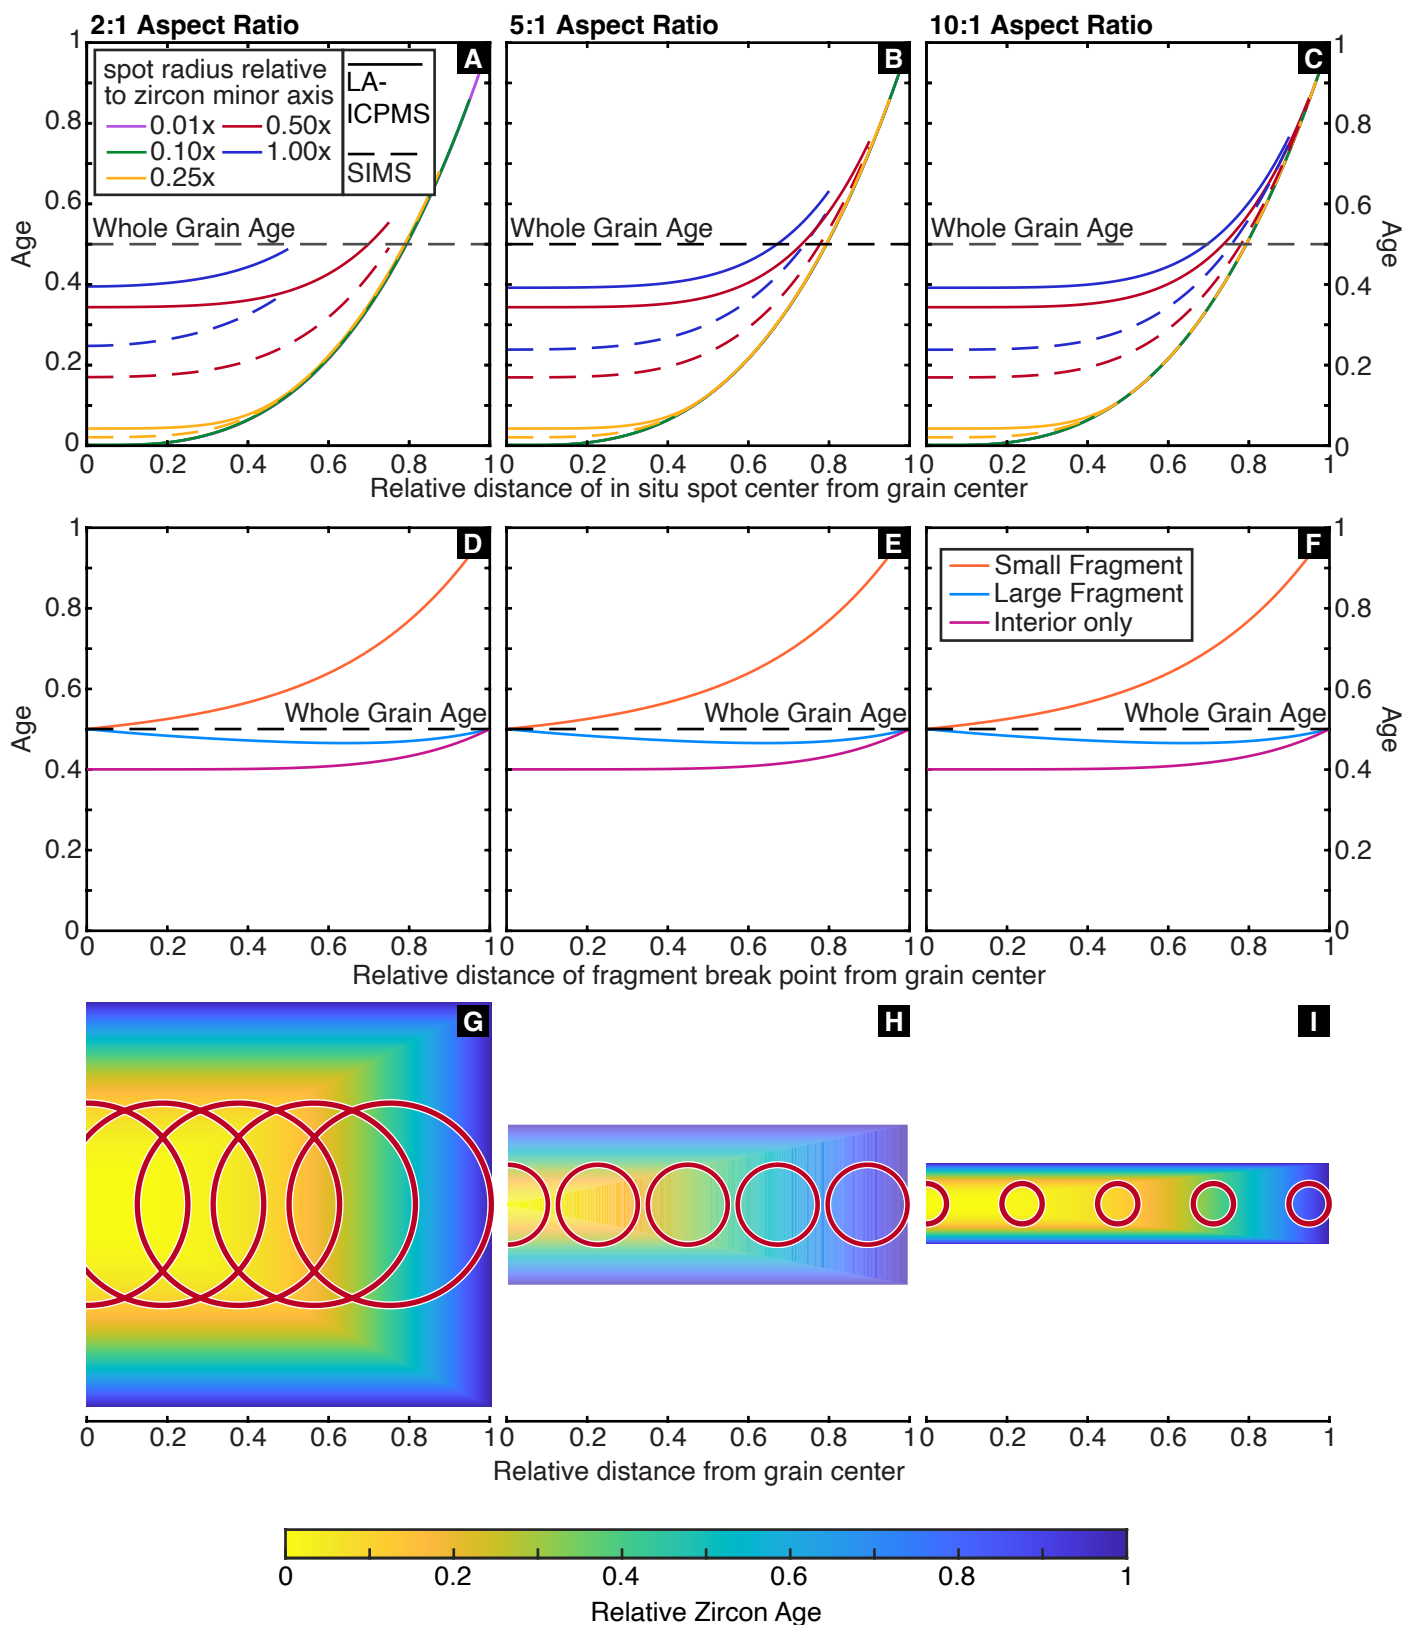 2:1 Aspect Ratio
5:1 Aspect Ratio
10:1 Aspect Ratio
A
B
C
spot radius relative
to zircon minor axis
0.01x
0.50x
0.10x
1.00x
0.25x
LA-
ICPMS
SIMS
Whole Grain Age
Whole Grain Age
Whole Grain Age
Age
Age
1
0.8
0.6
0.4
0.2
0
1
0.8
0.6
0.4
0.2
0
0 0.2 0.4 0.6 0.8 1
0 0.2 0.4 0.6 0.8 1
0 0.2 0.4 0.6 0.8 1
Relative distance of in situ spot center from grain center
D
E
F
Small Fragment
Large Fragment
Interior only
Whole Grain Age
Whole Grain Age
Whole Grain Age
Age
Age
1
0.8
0.6
0.4
0.2
0
1
0.8
0.6
0.4
0.2
0
0 0.2 0.4 0.6 0.8 1
0 0.2 0.4 0.6 0.8 1
0 0.2 0.4 0.6 0.8 1
Relative distance of fragment break point from grain center
G
H
I
0 0.2 0.4 0.6 0.8 1
0 0.2 0.4 0.6 0.8 1
0 0.2 0.4 0.6 0.8 1
Relative distance from grain center
0 0.2 0.4 0.6 0.8 1
Relative Zircon Age